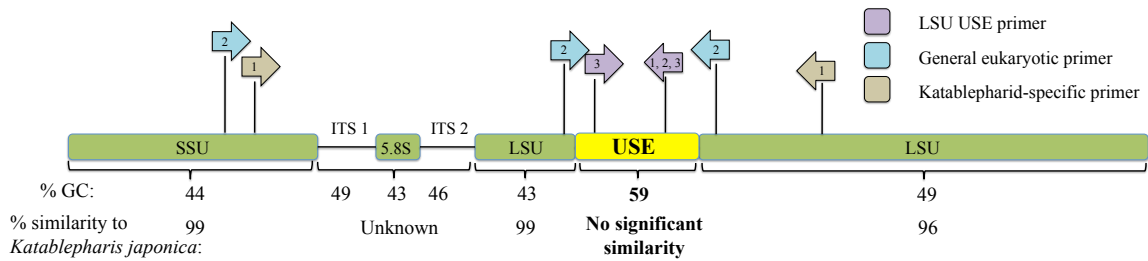 LSU USE primer
General eukaryotic primer
Katablepharid-specific primer
2
1
2
3
1, 2, 3
2
1
ITS 1
ITS 2
SSU
5.8S
LSU
USE
LSU
% GC:
44
49
43
46
43
59
49
% similarity to
Katablepharis japonica:
99
Unknown
99
No significant
similarity
96